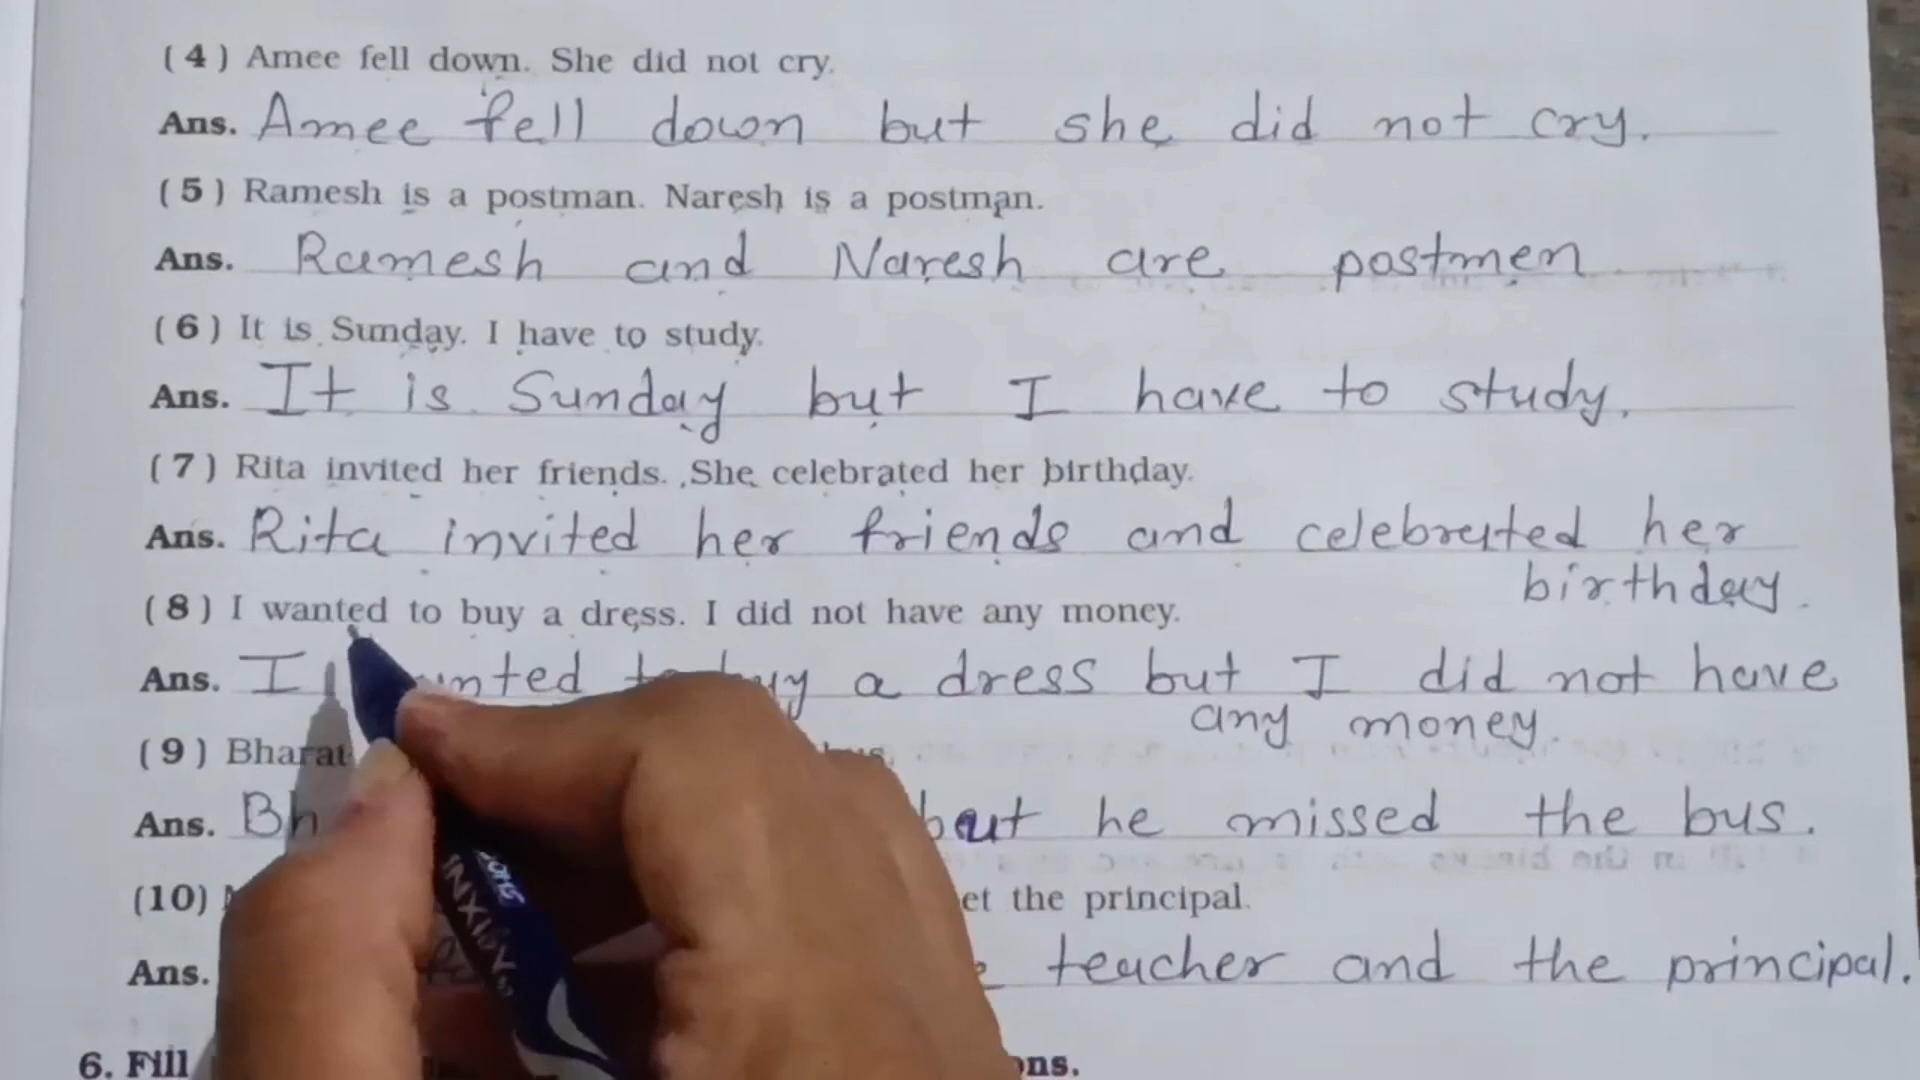 (4) Amee fell down. She did not cry.
Ans. Amee fell down but she did not cry.
(5) Ramesh is a postman. Naresh is a postman.
Ans. Ramesh and Naresh are postmen
(6) It is Sunday. I have to study.
Ans. It is Sunday but I have to study.
(7) Rita invited her friends. She celebrated her birthday.
Ans. Rita invited her friends and celebrated her
birthday.
(8) I wanted to buy a dress. I did not have any money.
Ans. I to buy a dress but I did not have
any money.
(9) Bharat
Ans. but he missed the bus.
(10) the principal.
Ans. teacher and the principal.
6. Fill